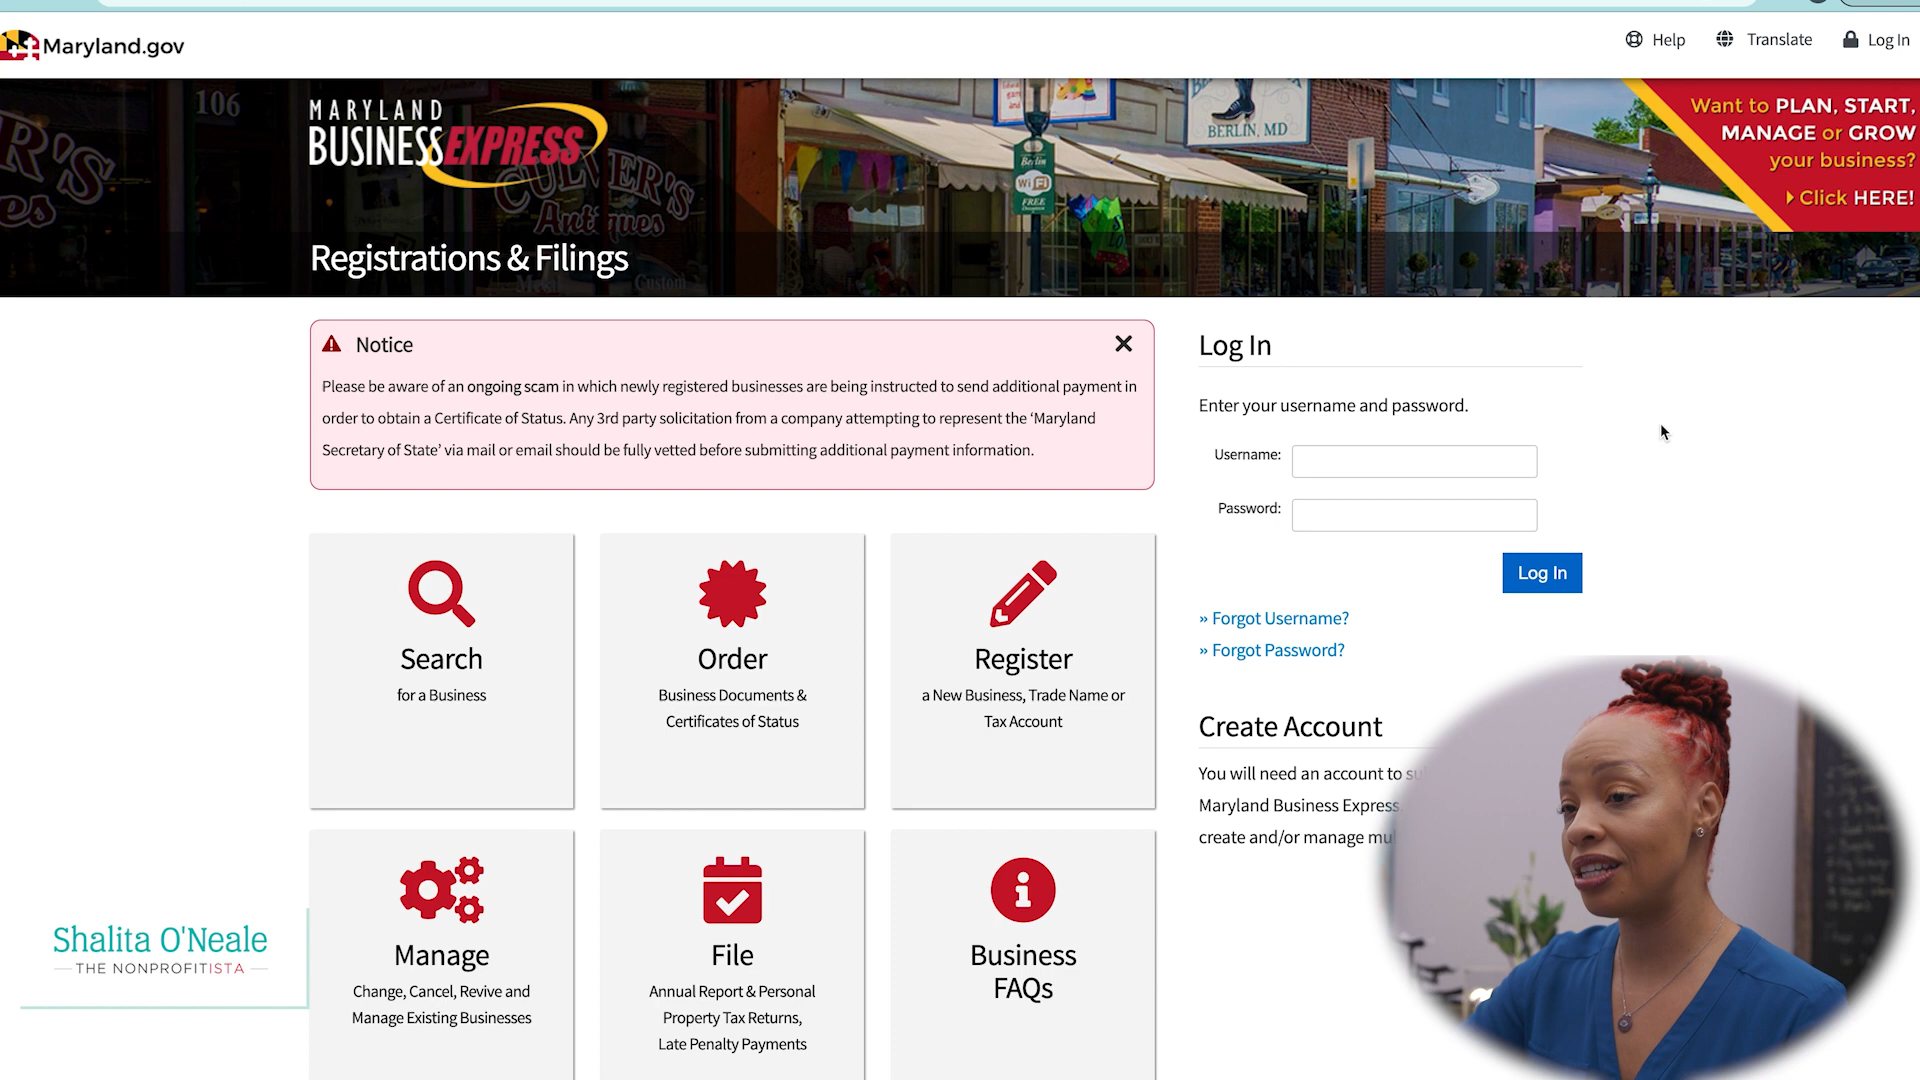 Maryland.gov
Help
Translate
Log In
106
MARYLAND
BUSINESS EXPRESS
CULVER'S
Antiques
Custom
BERLIN, MD
Berlin
WiFi
FREE
Want to PLAN, START,
MANAGE or GROW
your business?
Click HERE!
Registrations & Filings
Notice
Please be aware of an ongoing scam in which newly registered businesses are being instructed to send additional payment in
order to obtain a Certificate of Status. Any 3rd party solicitation from a company attempting to represent the ‘Maryland
Secretary of State’ via mail or email should be fully vetted before submitting additional payment information.
Log In
Enter your username and password.
Username:
Password:
Log In
» Forgot Username?
» Forgot Password?
Create Account
You will need an account to
Maryland Business Express
create and/or manage
Search
for a Business
Order
Business Documents &
Certificates of Status
Register
a New Business, Trade Name or
Tax Account
Manage
Change, Cancel, Revive and
Manage Existing Businesses
File
Annual Report & Personal
Property Tax Returns,
Late Penalty Payments
Business
FAQs
Shalita O'Neale
THE NONPROFITISTA